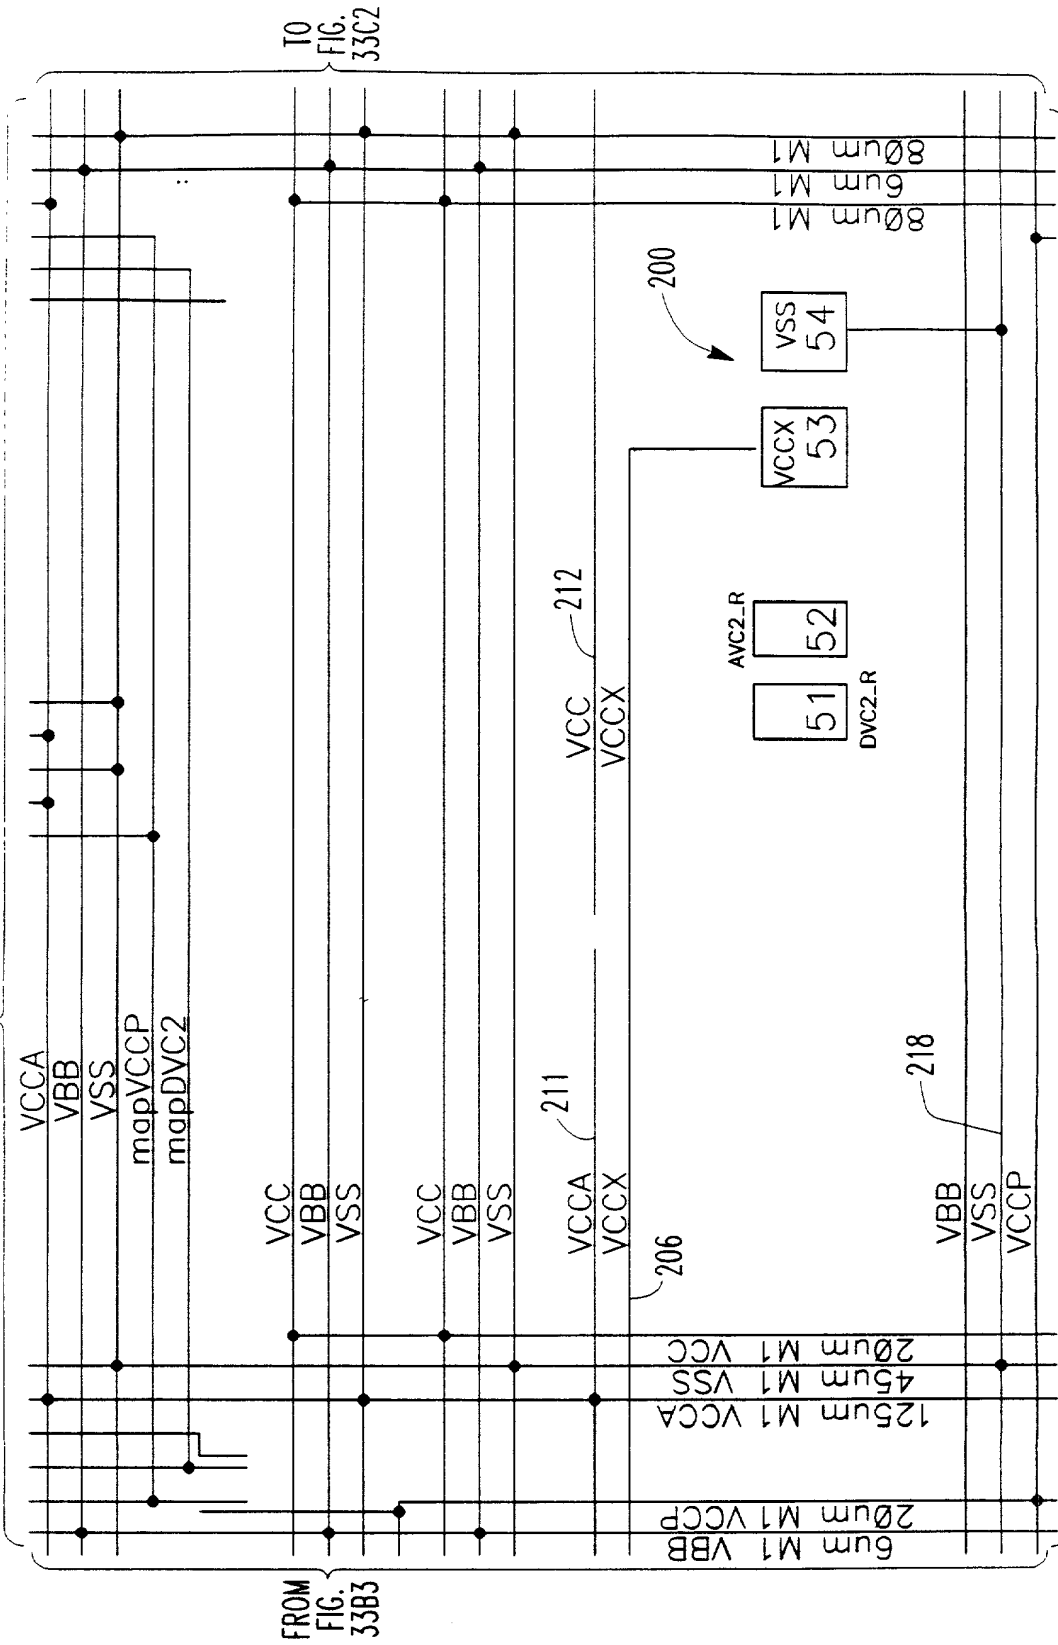 TO
FIG.
33C2
80um M1
6um M1
80um M1
200
VSS
54
VCCX
53
AVC2_R
52
51
DVC2_R
212
VCC
VCCX
VCCA
VBB
VSS
mapVCCP
mapDVC2
VCC
VBB
VSS
VCC
VBB
VSS
211
VCCA
VCCX
206
218
VBB
VSS
VCCP
20um M1 VCC
45um M1 VSS
125um M1 VCCA
20um M1 VCCP
6um M1 VBB
FROM
FIG.
33B3